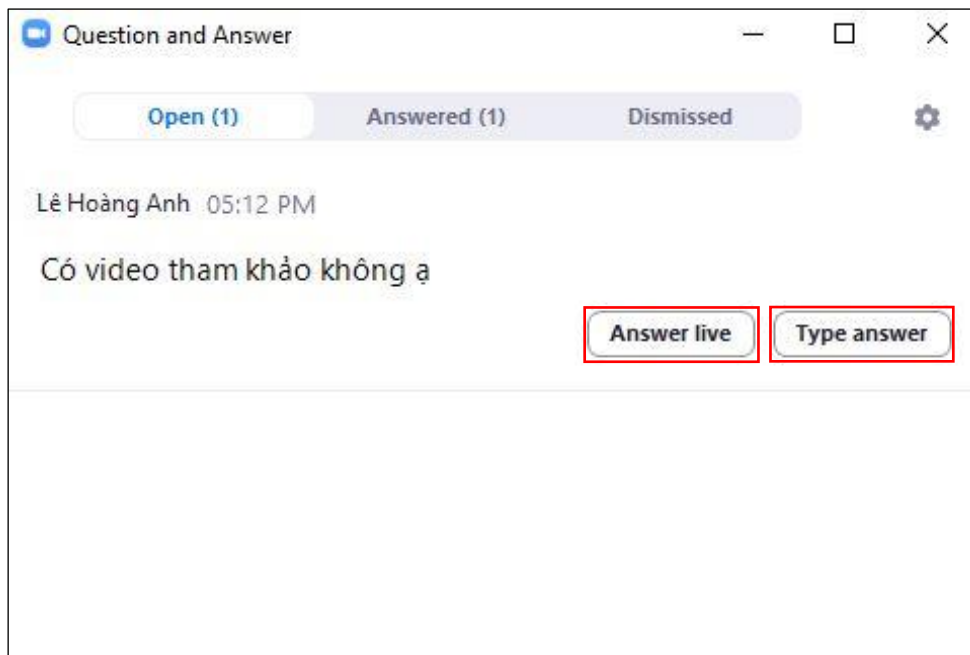 Question and Answer
Open (1) Answered (1) Dismissed
Lê Hoàng Anh 05:12 PM
Có video tham khảo không ạ
Answer live Type answer